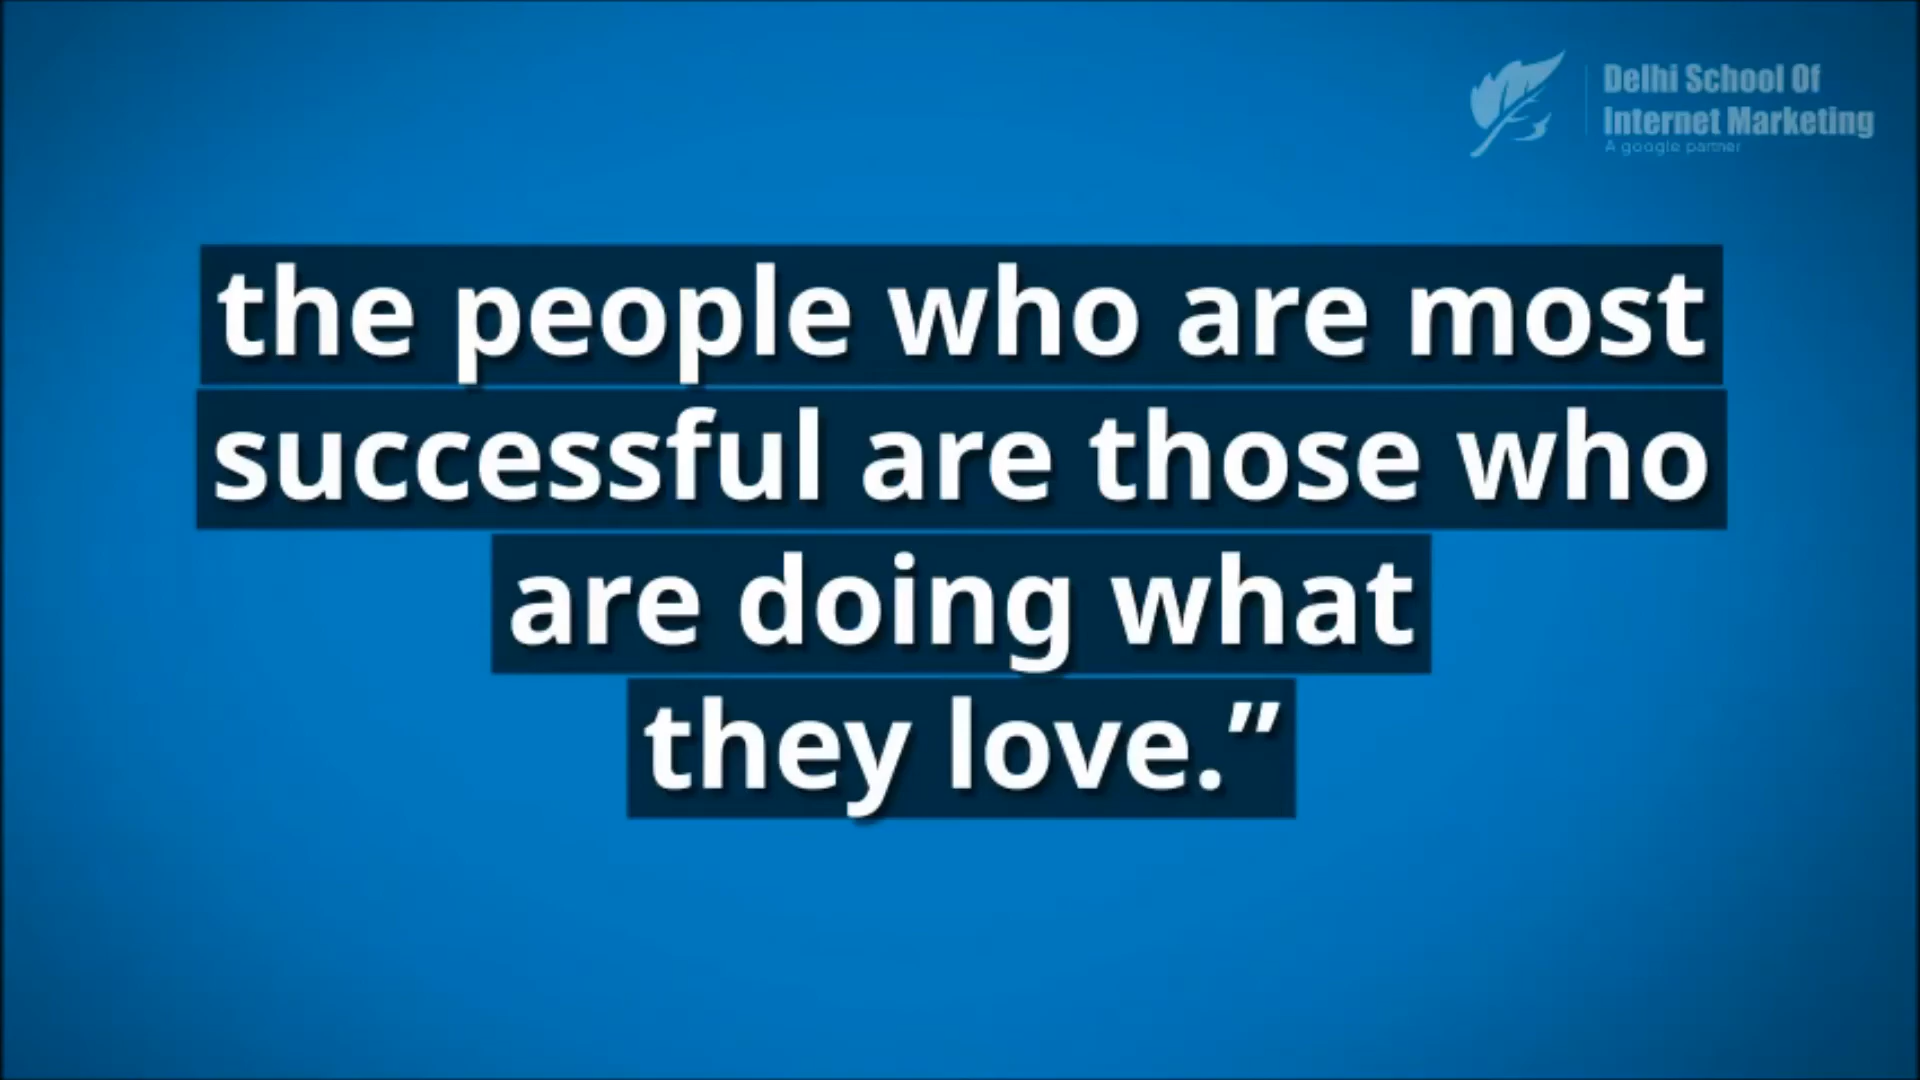 Delhi School Of
Internet Marketing
A google partner
the people who are most
successful are those who
are doing what
they love.”